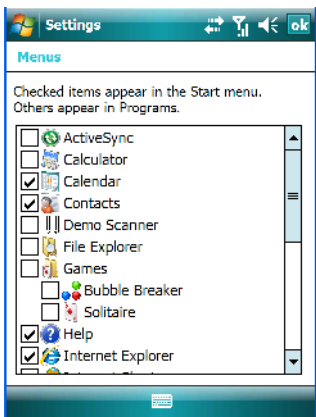 Settings
ok
Menus
Checked items appear in the Start menu.
Others appear in Programs.
ActiveSync
Calculator
Calendar
Contacts
Demo Scanner
File Explorer
Games
Bubble Breaker
Solitaire
Help
Internet Explorer